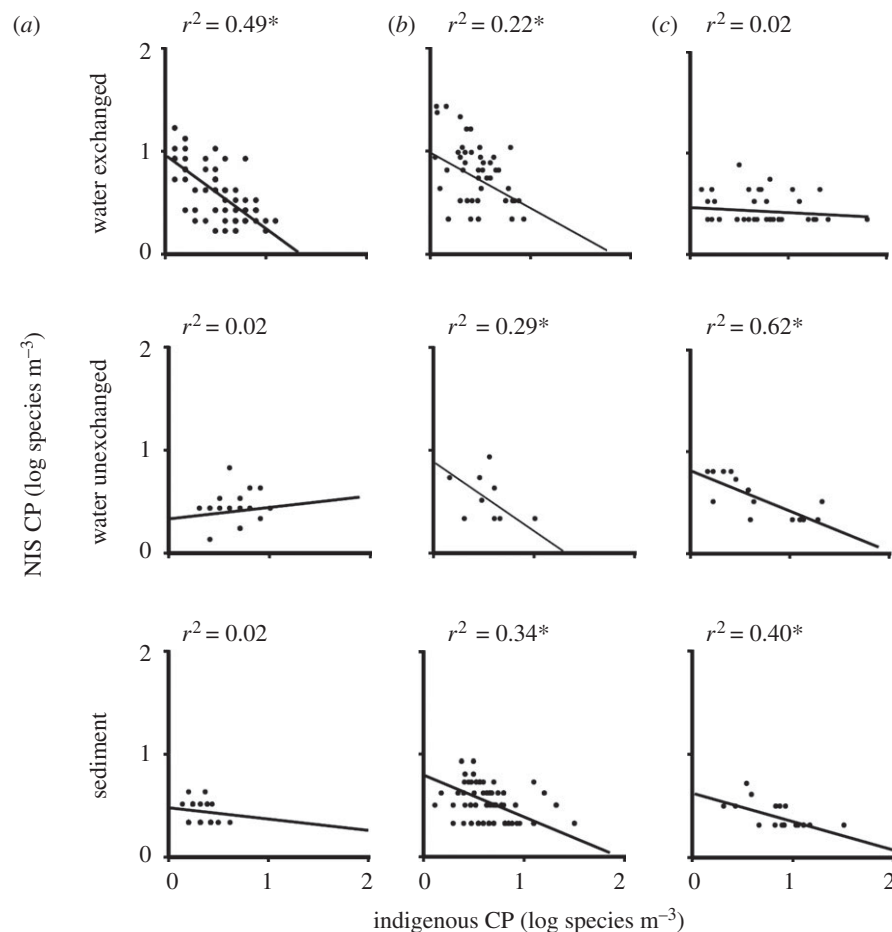 (a) r² = 0.49* (b) r² = 0.22* (c) r² = 0.02
water exchanged
2
1
0
r² = 0.02 r² = 0.29* r² = 0.62*
NIS CP (log species m⁻³)
water unexchanged
2
1
0
r² = 0.02 r² = 0.34* r² = 0.40*
sediment
2
1
0
0 1 2 0 1 2 0 1 2
indigenous CP (log species m⁻³)